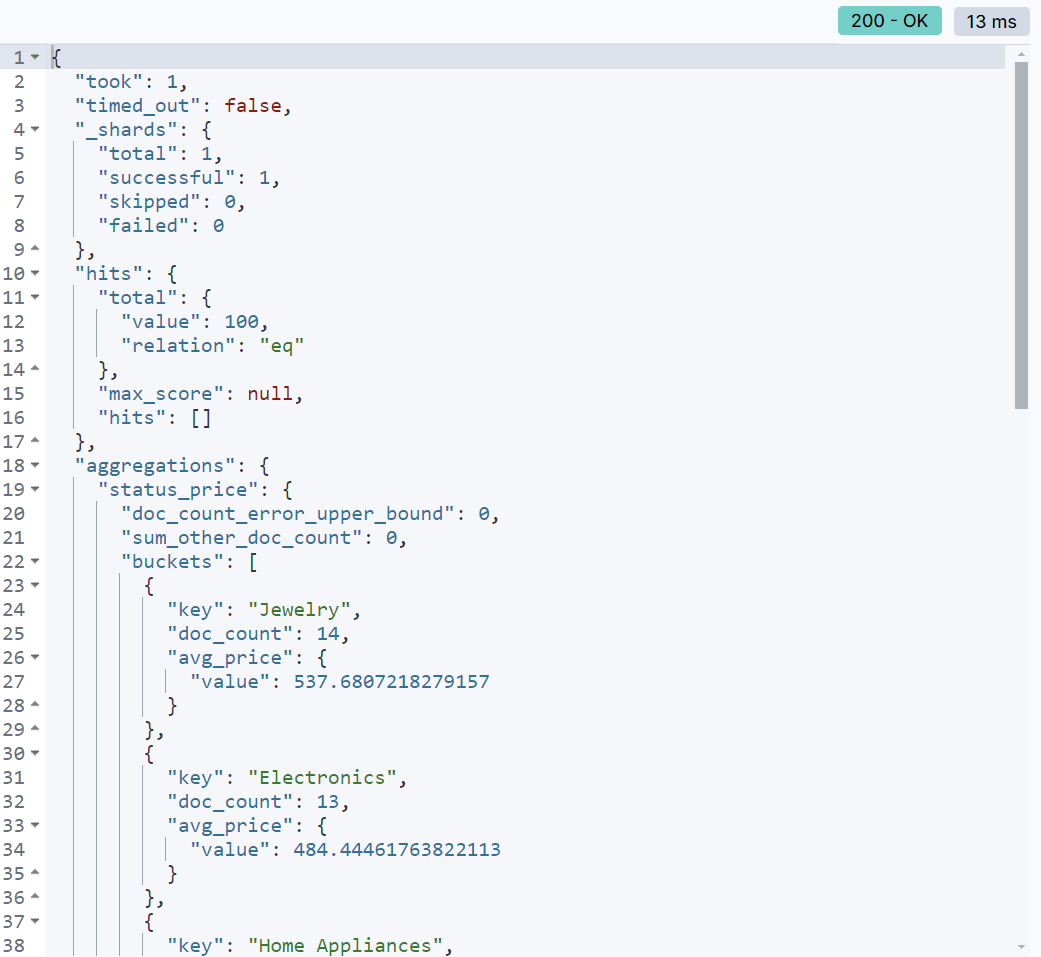 200 - OK 13 ms
1 {
2 "took": 1,
3 "timed_out": false,
4 "_shards": {
5 "total": 1,
6 "successful": 1,
7 "skipped": 0,
8 "failed": 0
9 },
10 "hits": {
11 "total": {
12 "value": 100,
13 "relation": "eq"
14 },
15 "max_score": null,
16 "hits": []
17 },
18 "aggregations": {
19 "status_price": {
20 "doc_count_error_upper_bound": 0,
21 "sum_other_doc_count": 0,
22 "buckets": [
23 {
24 "key": "Jewelry",
25 "doc_count": 14,
26 "avg_price": {
27 "value": 537.6807218279157
28 }
29 },
30 {
31 "key": "Electronics",
32 "doc_count": 13,
33 "avg_price": {
34 "value": 484.44461763822113
35 }
36 },
37 {
38 "key": "Home Appliances",